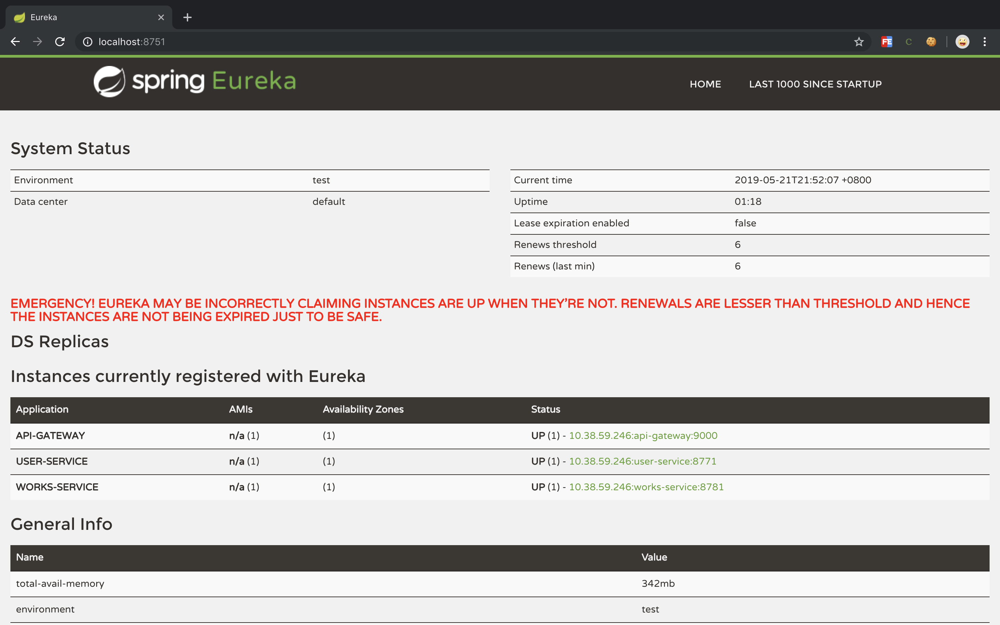 Eureka
localhost:8751
FE C
spring Eureka
HOME LAST 1000 SINCE STARTUP
System Status
Environment test
Data center default
Current time 2019-05-21T21:52:07 +0800
Uptime 01:18
Lease expiration enabled false
Renews threshold 6
Renews (last min) 6
EMERGENCY! EUREKA MAY BE INCORRECTLY CLAIMING INSTANCES ARE UP WHEN THEY’RE NOT. RENEWALS ARE LESSER THAN THRESHOLD AND HENCE
THE INSTANCES ARE NOT BEING EXPIRED JUST TO BE SAFE.
DS Replicas
Instances currently registered with Eureka
Application AMIs Availability Zones Status
API-GATEWAY n/a (1) (1) UP (1) - 10.38.59.246:api-gateway:9000
USER-SERVICE n/a (1) (1) UP (1) - 10.38.59.246:user-service:8771
WORKS-SERVICE n/a (1) (1) UP (1) - 10.38.59.246:works-service:8781
General Info
Name Value
total-avail-memory 342mb
environment test